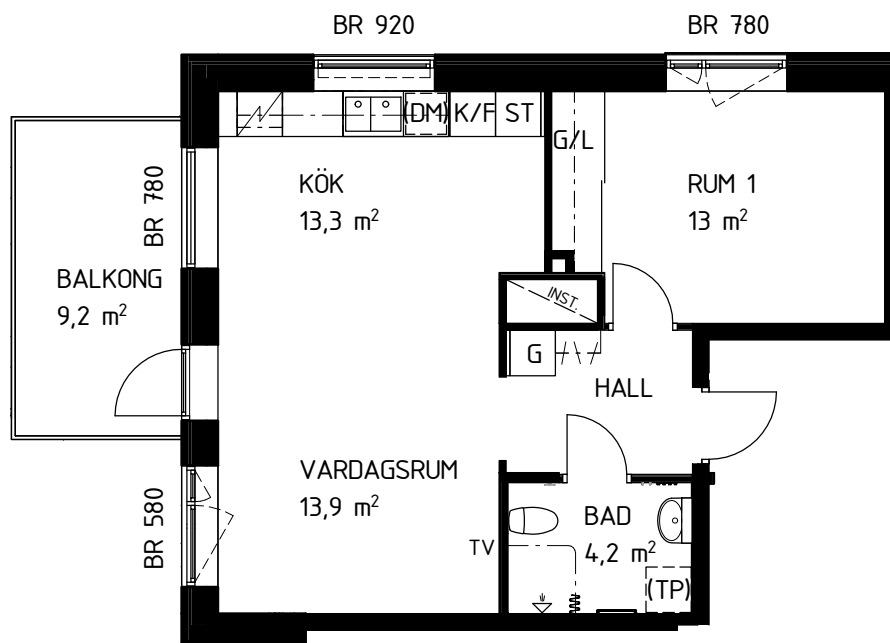 BR 920
BR 780
(DM) K/F ST
G/L
KÖK
13,3 m²
RUM 1
13 m²
BR 780
BALKONG
9,2 m²
INST.
G
HALL
VARDAGSRUM
13,9 m²
BR 580
TV
BAD
4,2 m²
(TP)